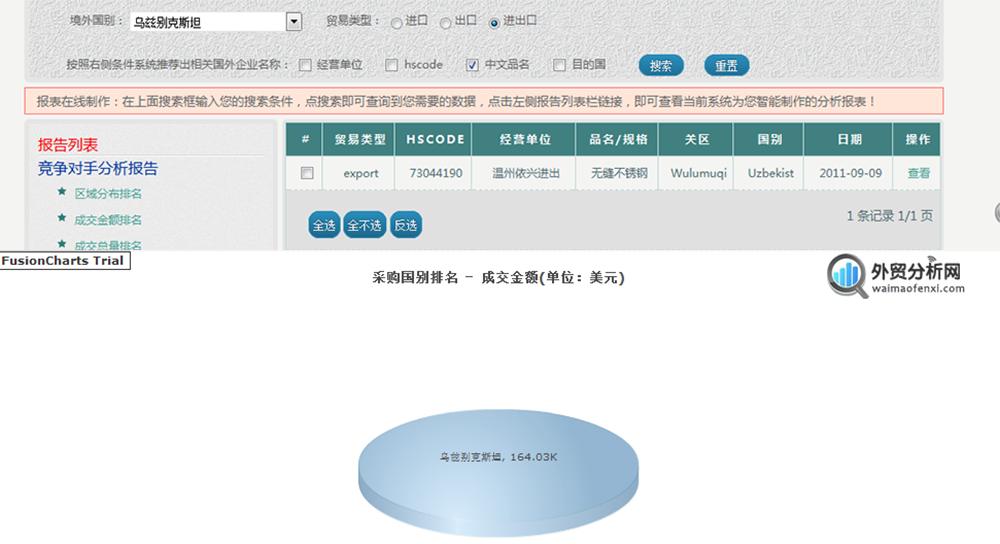 境外国别： 乌兹别克斯坦 贸易类型： 进口 出口 进出口
按照右侧条件系统推荐出相关国外企业名称： 经营单位 hscode 中文品名 目的国 搜索 重置
报表在线制作：在上面搜索框输入您的搜索条件，点搜索即可查询到您需要的数据，点击左侧报告列表栏链接，即可查看当前系统为您智能制作的分析报表！
报告列表
竞争对手分析报告
★ 区域分布排名
★ 成交金额排名
★ 成交总量排名
# 贸易类型 HSCODE 经营单位 品名/规格 关区 国别 日期 操作
export 73044190 温州依兴进出 无缝不锈钢 Wulumuqi Uzbekist 2011-09-09 查看
全选 全不选 反选 1 条记录 1/1 页
FusionCharts Trial
采购国别排名 - 成交金额(单位：美元)
外贸分析网
waimaofenxi.com
乌兹别克斯坦, 164.03K